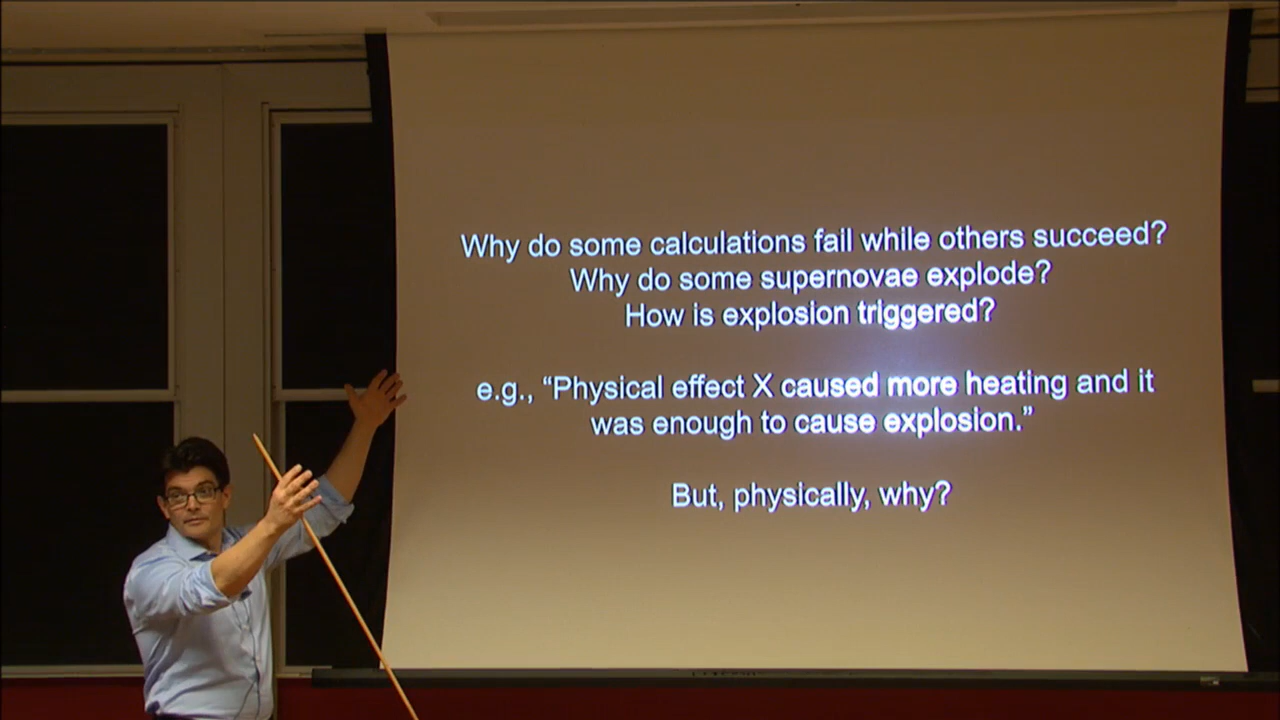 Why do some calculations fail while others succeed?
Why do some supernovae explode?
How is explosion triggered?
e.g., “Physical effect X caused more heating and it
was enough to cause explosion.”
But, physically, why?